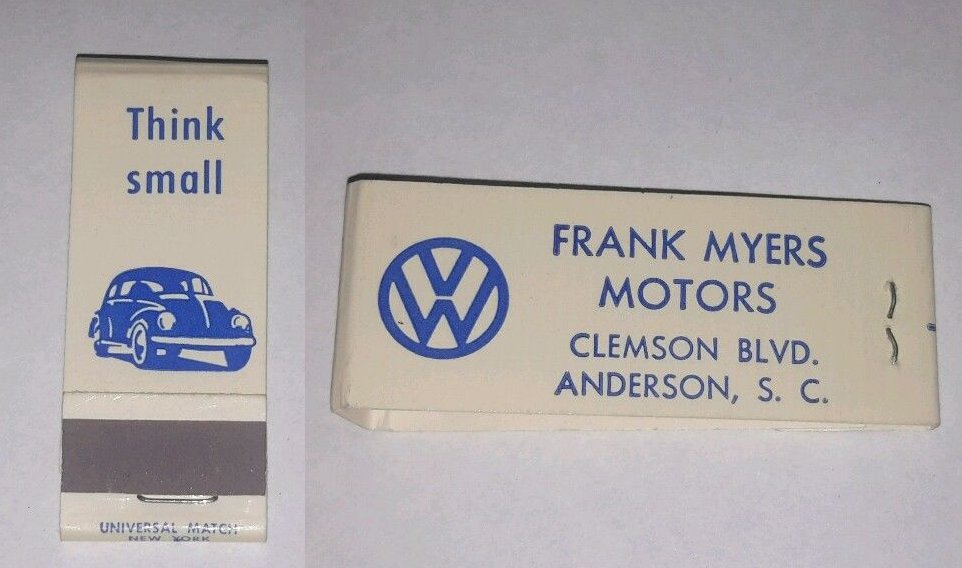 Think
small
UNIVERSAL MATCH
NEW YORK
FRANK MYERS
MOTORS
CLEMSON BLVD.
ANDERSON, S. C.